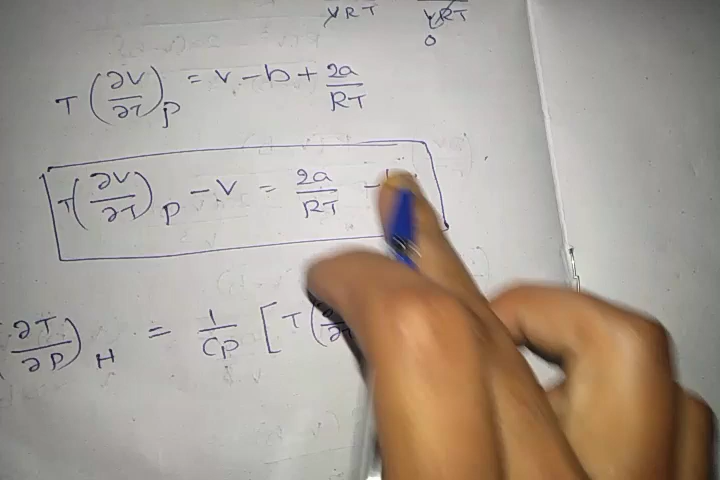 VRT VRT
0
T(∂V/∂T)P = V - b + 2a/RT
T(∂V/∂T)P - V = 2a/RT -
(∂T/∂P)H = 1/CP [T(∂